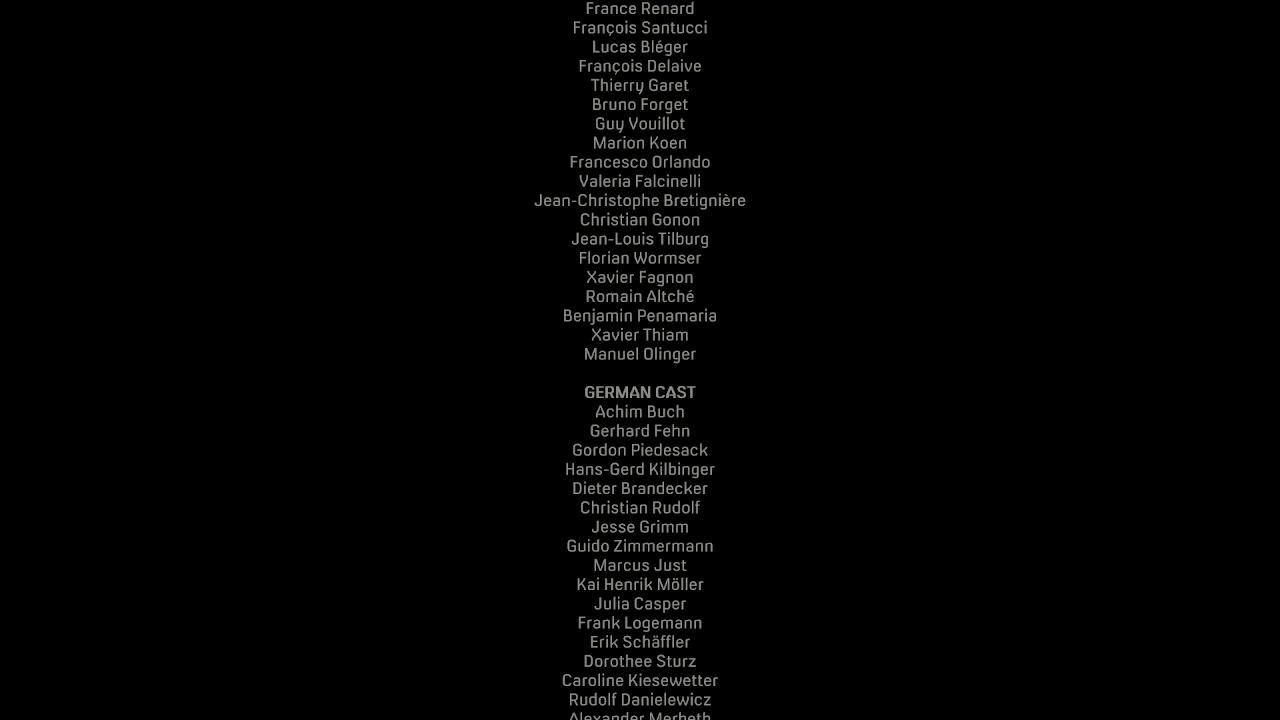 France Renard
François Santucci
Lucas Bléger
François Delaive
Thierry Garet
Bruno Forget
Guy Vouillot
Marion Koen
Francesco Orlando
Valeria Falcinelli
Jean-Christophe Bretignière
Christian Gonon
Jean-Louis Tilburg
Florian Wormser
Xavier Fagnon
Romain Altché
Benjamin Penamaria
Xavier Thiam
Manuel Olinger
GERMAN CAST
Achim Buch
Gerhard Fehn
Gordon Piedesack
Hans-Gerd Kilbinger
Dieter Brandecker
Christian Rudolf
Jesse Grimm
Guido Zimmermann
Marcus Just
Kai Henrik Möller
Julia Casper
Frank Logemann
Erik Schäffler
Dorothee Sturz
Caroline Kiesewetter
Rudolf Danielewicz
Alexander Merbeth